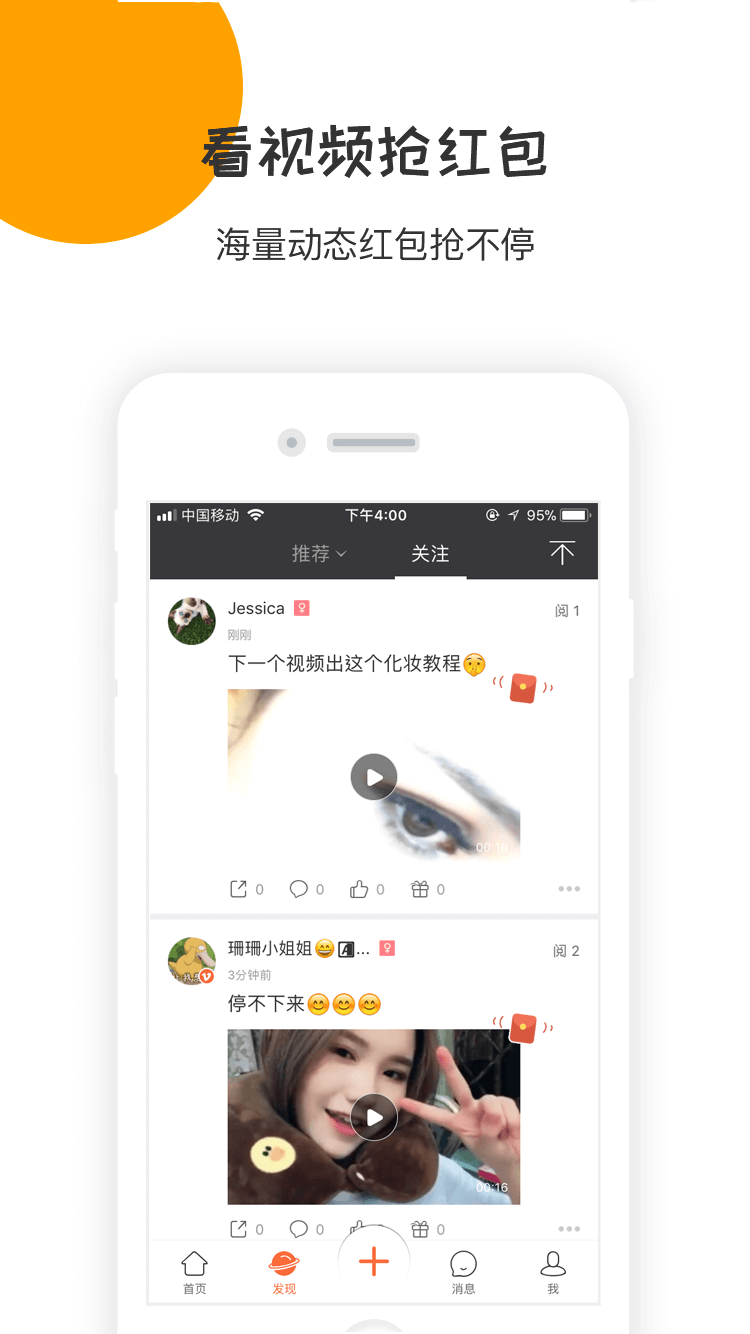 看视频抢红包
海量动态红包抢不停
中国移动 下午4:00 95%
推荐 关注
Jessica 阅 1
刚刚
下一个视频出這个化妆教程🤫
00:16
0 0 0 0
珊珊小姐姐😄🅰... 阅 2
3分钟前
停不下来😊😊😊
00:16
0 0 0
首页 发现 消息 我